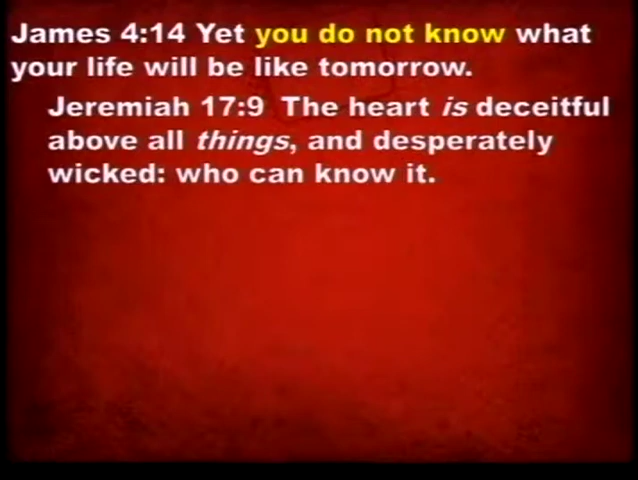 James 4:14 Yet you do not know what
your life will be like tomorrow.
Jeremiah 17:9 The heart is deceitful
above all things, and desperately
wicked: who can know it.